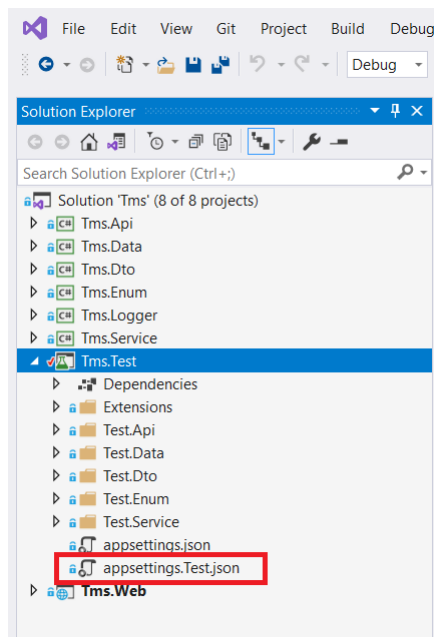 File Edit View Git Project Build Debug
Debug
Solution Explorer
Search Solution Explorer (Ctrl+;)
Solution 'Tms' (8 of 8 projects)
C# Tms.Api
C# Tms.Data
C# Tms.Dto
C# Tms.Enum
C# Tms.Logger
C# Tms.Service
Tms.Test
Dependencies
Extensions
Test.Api
Test.Data
Test.Dto
Test.Enum
Test.Service
appsettings.json
appsettings.Test.json
Tms.Web